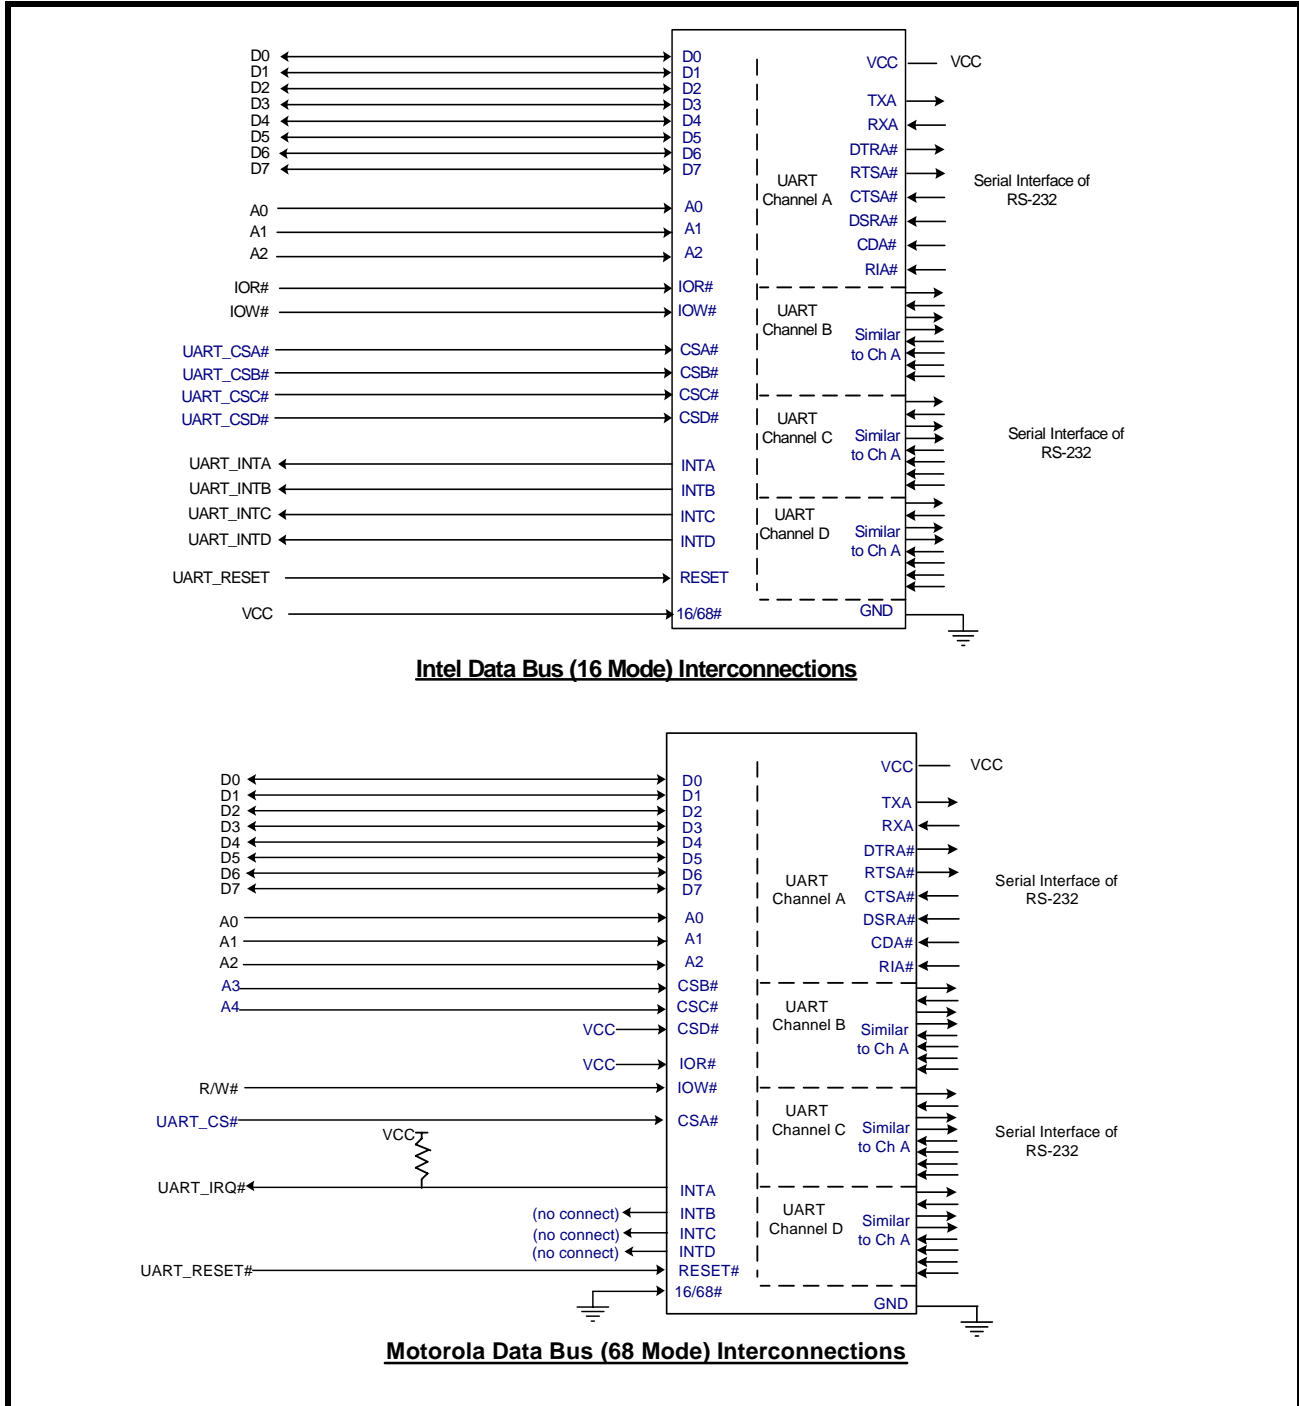 D0
D1
D2
D3
D4
D5
D6
D7
A0
A1
A2
IOR#
IOW#
UART_CSA#
UART_CSB#
UART_CSC#
UART_CSD#
UART_INTA
UART_INTB
UART_INTC
UART_INTD
UART_RESET
VCC
D0
D1
D2
D3
D4
D5
D6
D7
A0
A1
A2
IOR#
IOW#
CSA#
CSB#
CSC#
CSD#
INTA
INTB
INTC
INTD
RESET
16/68#
UART
Channel A
UART
Channel B
UART
Channel C
UART
Channel D
VCC
TXA
RXA
DTRA#
RTSA#
CTSA#
DSRA#
CDA#
RIA#
Similar
to Ch A
Similar
to Ch A
Similar
to Ch A
GND
VCC
Serial Interface of
RS-232
Serial Interface of
RS-232
Intel Data Bus (16 Mode) Interconnections
D0
D1
D2
D3
D4
D5
D6
D7
A0
A1
A2
A3
A4
VCC
VCC
R/W#
UART_CS#
VCC
UART_IRQ#
(no connect)
(no connect)
(no connect)
UART_RESET#
D0
D1
D2
D3
D4
D5
D6
D7
A0
A1
A2
CSB#
CSC#
CSD#
IOR#
IOW#
CSA#
INTA
INTB
INTC
INTD
RESET#
16/68#
UART
Channel A
UART
Channel B
UART
Channel C
UART
Channel D
VCC
TXA
RXA
DTRA#
RTSA#
CTSA#
DSRA#
CDA#
RIA#
Similar
to Ch A
Similar
to Ch A
Similar
to Ch A
GND
VCC
Serial Interface of
RS-232
Serial Interface of
RS-232
Motorola Data Bus (68 Mode) Interconnections